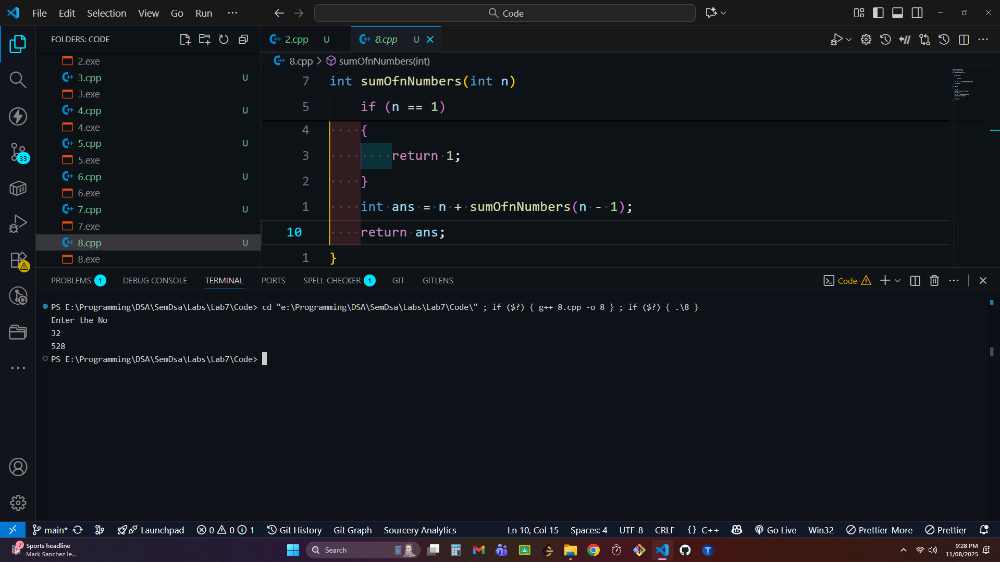 File Edit Selection View Go Run ··· Code
FOLDERS: CODE
2.exe
3.cpp U
3.exe
4.cpp U
4.exe
5.cpp U
5.exe
6.cpp U
6.exe
7.cpp U
7.exe
8.cpp U
8.exe
33
2.cpp U 8.cpp U
8.cpp > sumOfnNumbers(int)
7 int sumOfnNumbers(int n)
5 if (n == 1)
4 {
3 return 1;
2 }
1 int ans = n + sumOfnNumbers(n - 1);
10 return ans;
1 }
PROBLEMS 1 DEBUG CONSOLE TERMINAL PORTS SPELL CHECKER 1 GIT GITLENS Code
PS E:\Programming\DSA\SemDsa\Labs\Lab7\Code> cd "e:\Programming\DSA\SemDsa\Labs\Lab7\Code\" ; if ($?) { g++ 8.cpp -o 8 } ; if ($?) { .\8 }
Enter the No
32
528
PS E:\Programming\DSA\SemDsa\Labs\Lab7\Code>
main* Launchpad 0 0 1 Git History Git Graph Sourcery Analytics Ln 10, Col 15 Spaces: 4 UTF-8 CRLF {} C++ Go Live Win32 Prettier-More Prettier
7 Sports headline
Mark Sanchez le...
Search
9:28 PM
11/08/2025